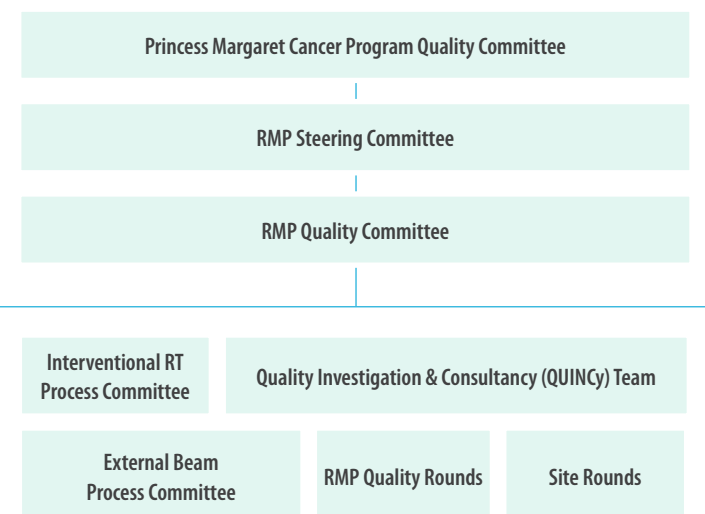 Princess Margaret Cancer Program Quality Committee
RMP Steering Committee
RMP Quality Committee
Interventional RT
Process Committee
Quality Investigation & Consultancy (QUINCy) Team
External Beam
Process Committee
RMP Quality Rounds
Site Rounds